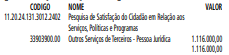 CODIGO NOME VALOR
11.20.24.131.3012.2402 Pesquisa de Satisfação do Cidadão em Relação aos
Serviços, Políticas e Programas
33903900.00 Outros Serviços de Terceiros - Pessoa Jurídica 1.116.000,00
1.116.000,00